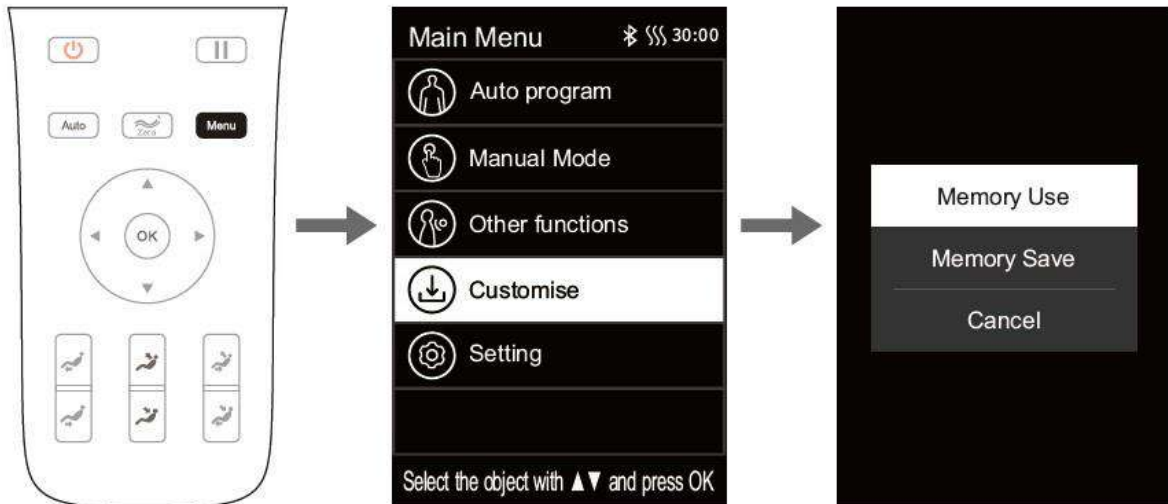 Auto
Zero
Menu
OK
Main Menu 30:00
Auto program
Manual Mode
Other functions
Customise
Setting
Select the object with ▲▼ and press OK
Memory Use
Memory Save
Cancel